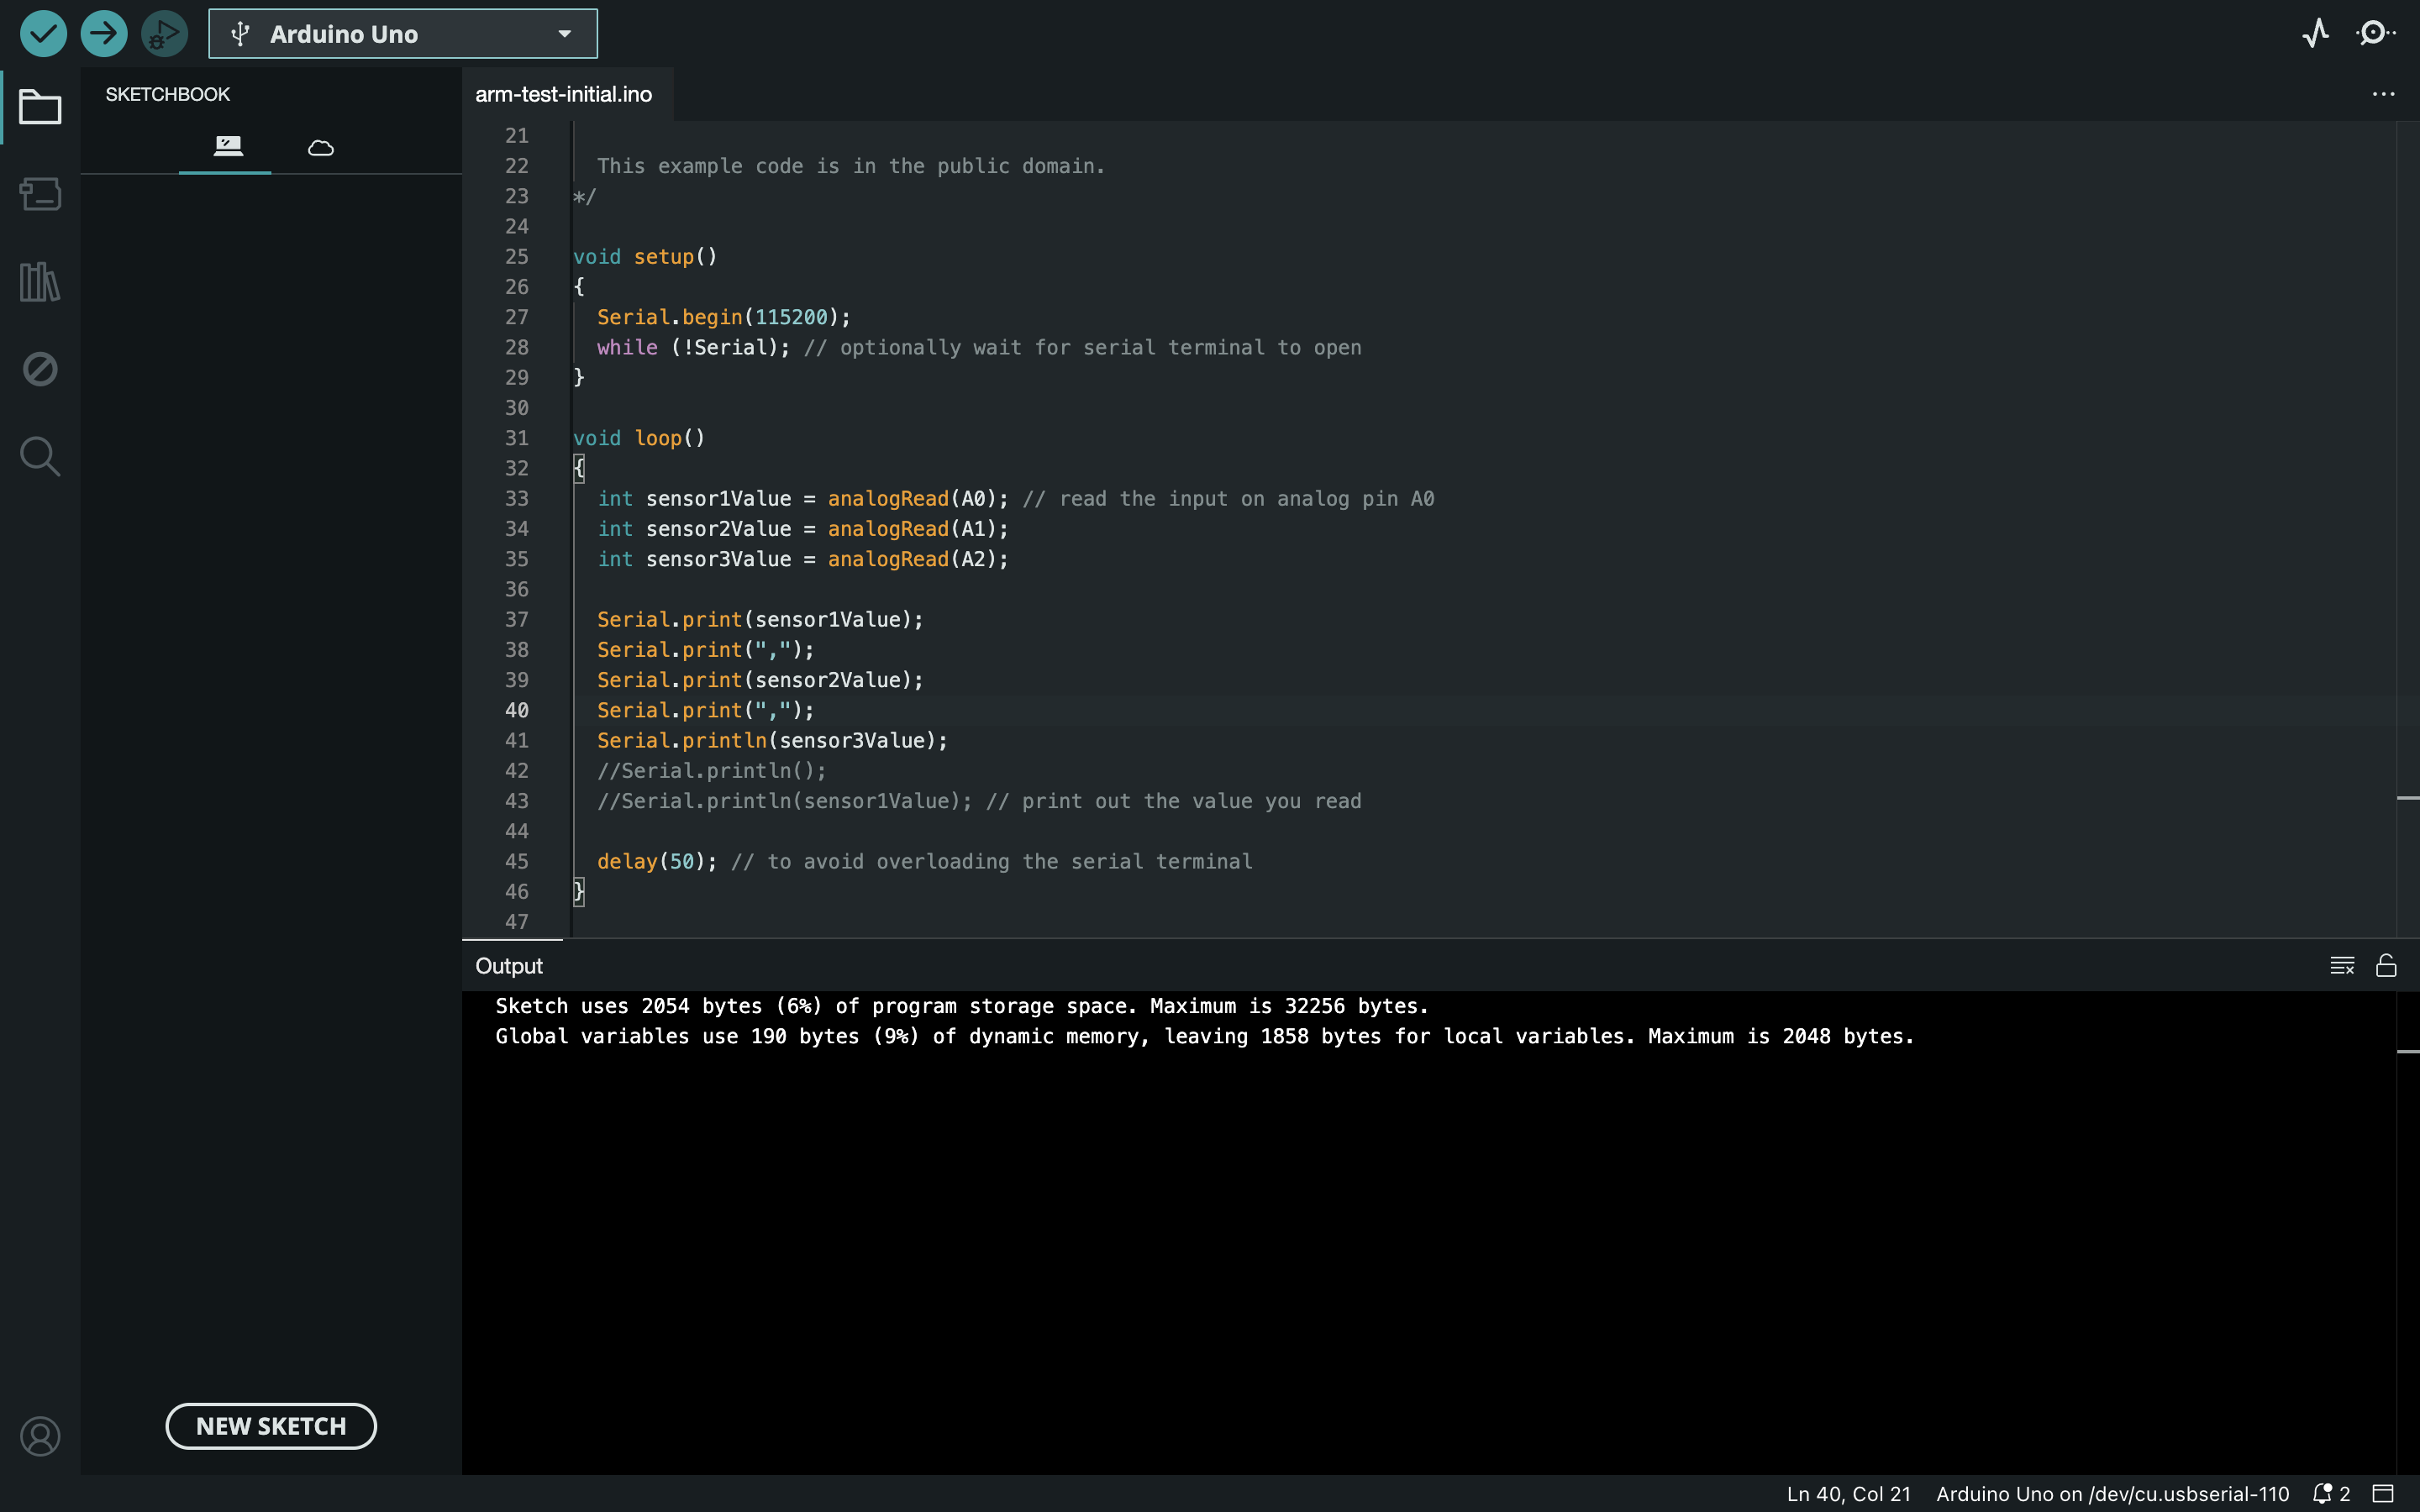 Arduino Uno
SKETCHBOOK
arm-test-initial.ino
21
22 This example code is in the public domain.
23 */
24
25 void setup()
26 {
27 Serial.begin(115200);
28 while (!Serial); // optionally wait for serial terminal to open
29 }
30
31 void loop()
32 {
33 int sensor1Value = analogRead(A0); // read the input on analog pin A0
34 int sensor2Value = analogRead(A1);
35 int sensor3Value = analogRead(A2);
36
37 Serial.print(sensor1Value);
38 Serial.print(",");
39 Serial.print(sensor2Value);
40 Serial.print(",");
41 Serial.println(sensor3Value);
42 //Serial.println();
43 //Serial.println(sensor1Value); // print out the value you read
44
45 delay(50); // to avoid overloading the serial terminal
46 }
47
Output
Sketch uses 2054 bytes (6%) of program storage space. Maximum is 32256 bytes.
Global variables use 190 bytes (9%) of dynamic memory, leaving 1858 bytes for local variables. Maximum is 2048 bytes.
NEW SKETCH
Ln 40, Col 21 Arduino Uno on /dev/cu.usbserial-110 2